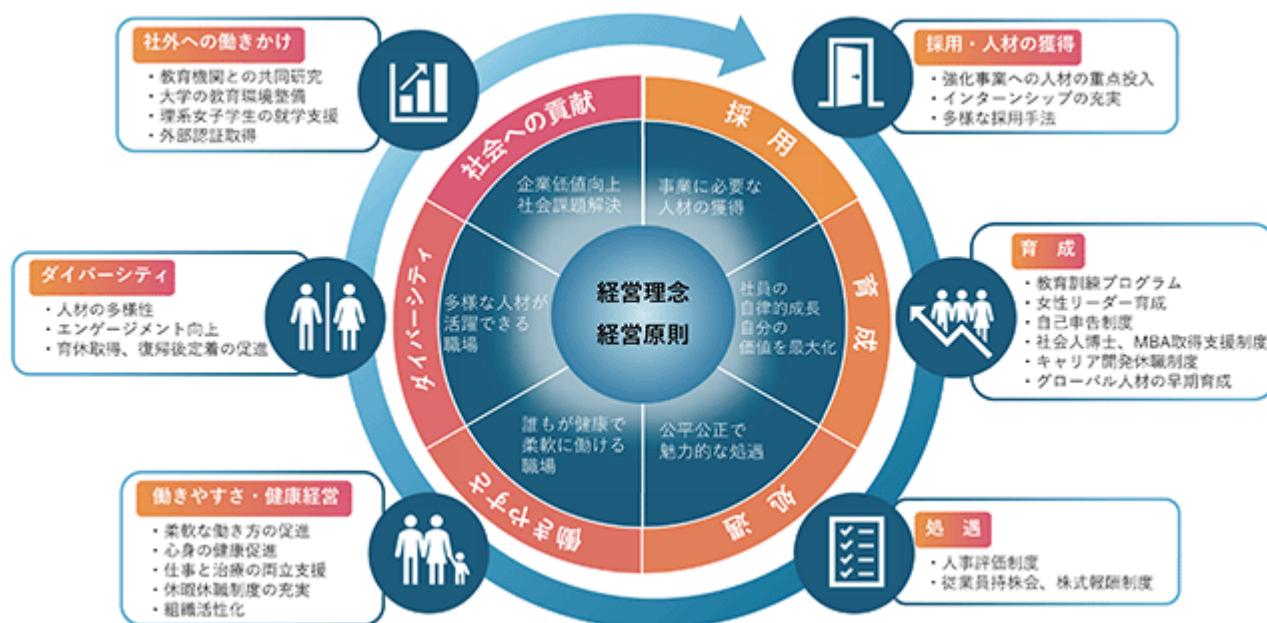 社外への働きかけ
・教育機関との共同研究
・大学の教育環境整備
・理系女子学生の就学支援
・外部認証取得
採用・人材の獲得
・強化事業への人材の重点投入
・インターンシップの充実
・多様な採用手法
ダイバーシティ
・人材の多様性
・エンゲージメント向上
・育休取得、復帰後定着の促進
育 成
・教育訓練プログラム
・女性リーダー育成
・自己申告制度
・社会人博士、MBA取得支援制度
・キャリア開発休職制度
・グローバル人材の早期育成
働きやすさ・健康経営
・柔軟な働き方の促進
・心身の健康促進
・仕事と治療の両立支援
・休暇休職制度の充実
・組織活性化
処 遇
・人事評価制度
・従業員持株会、株式報酬制度
社会への貢献
採用
育成
処遇
働きやすさ
ダイバーシティ
企業価値向上
社会課題解決
事業に必要な
人材の獲得
多様な人材が
活躍できる
職場
社員の
自律的成長
自分の
価値を最大化
誰もが健康で
柔軟に働ける
職場
公平公正で
魅力的な処遇
経営理念
経営原則